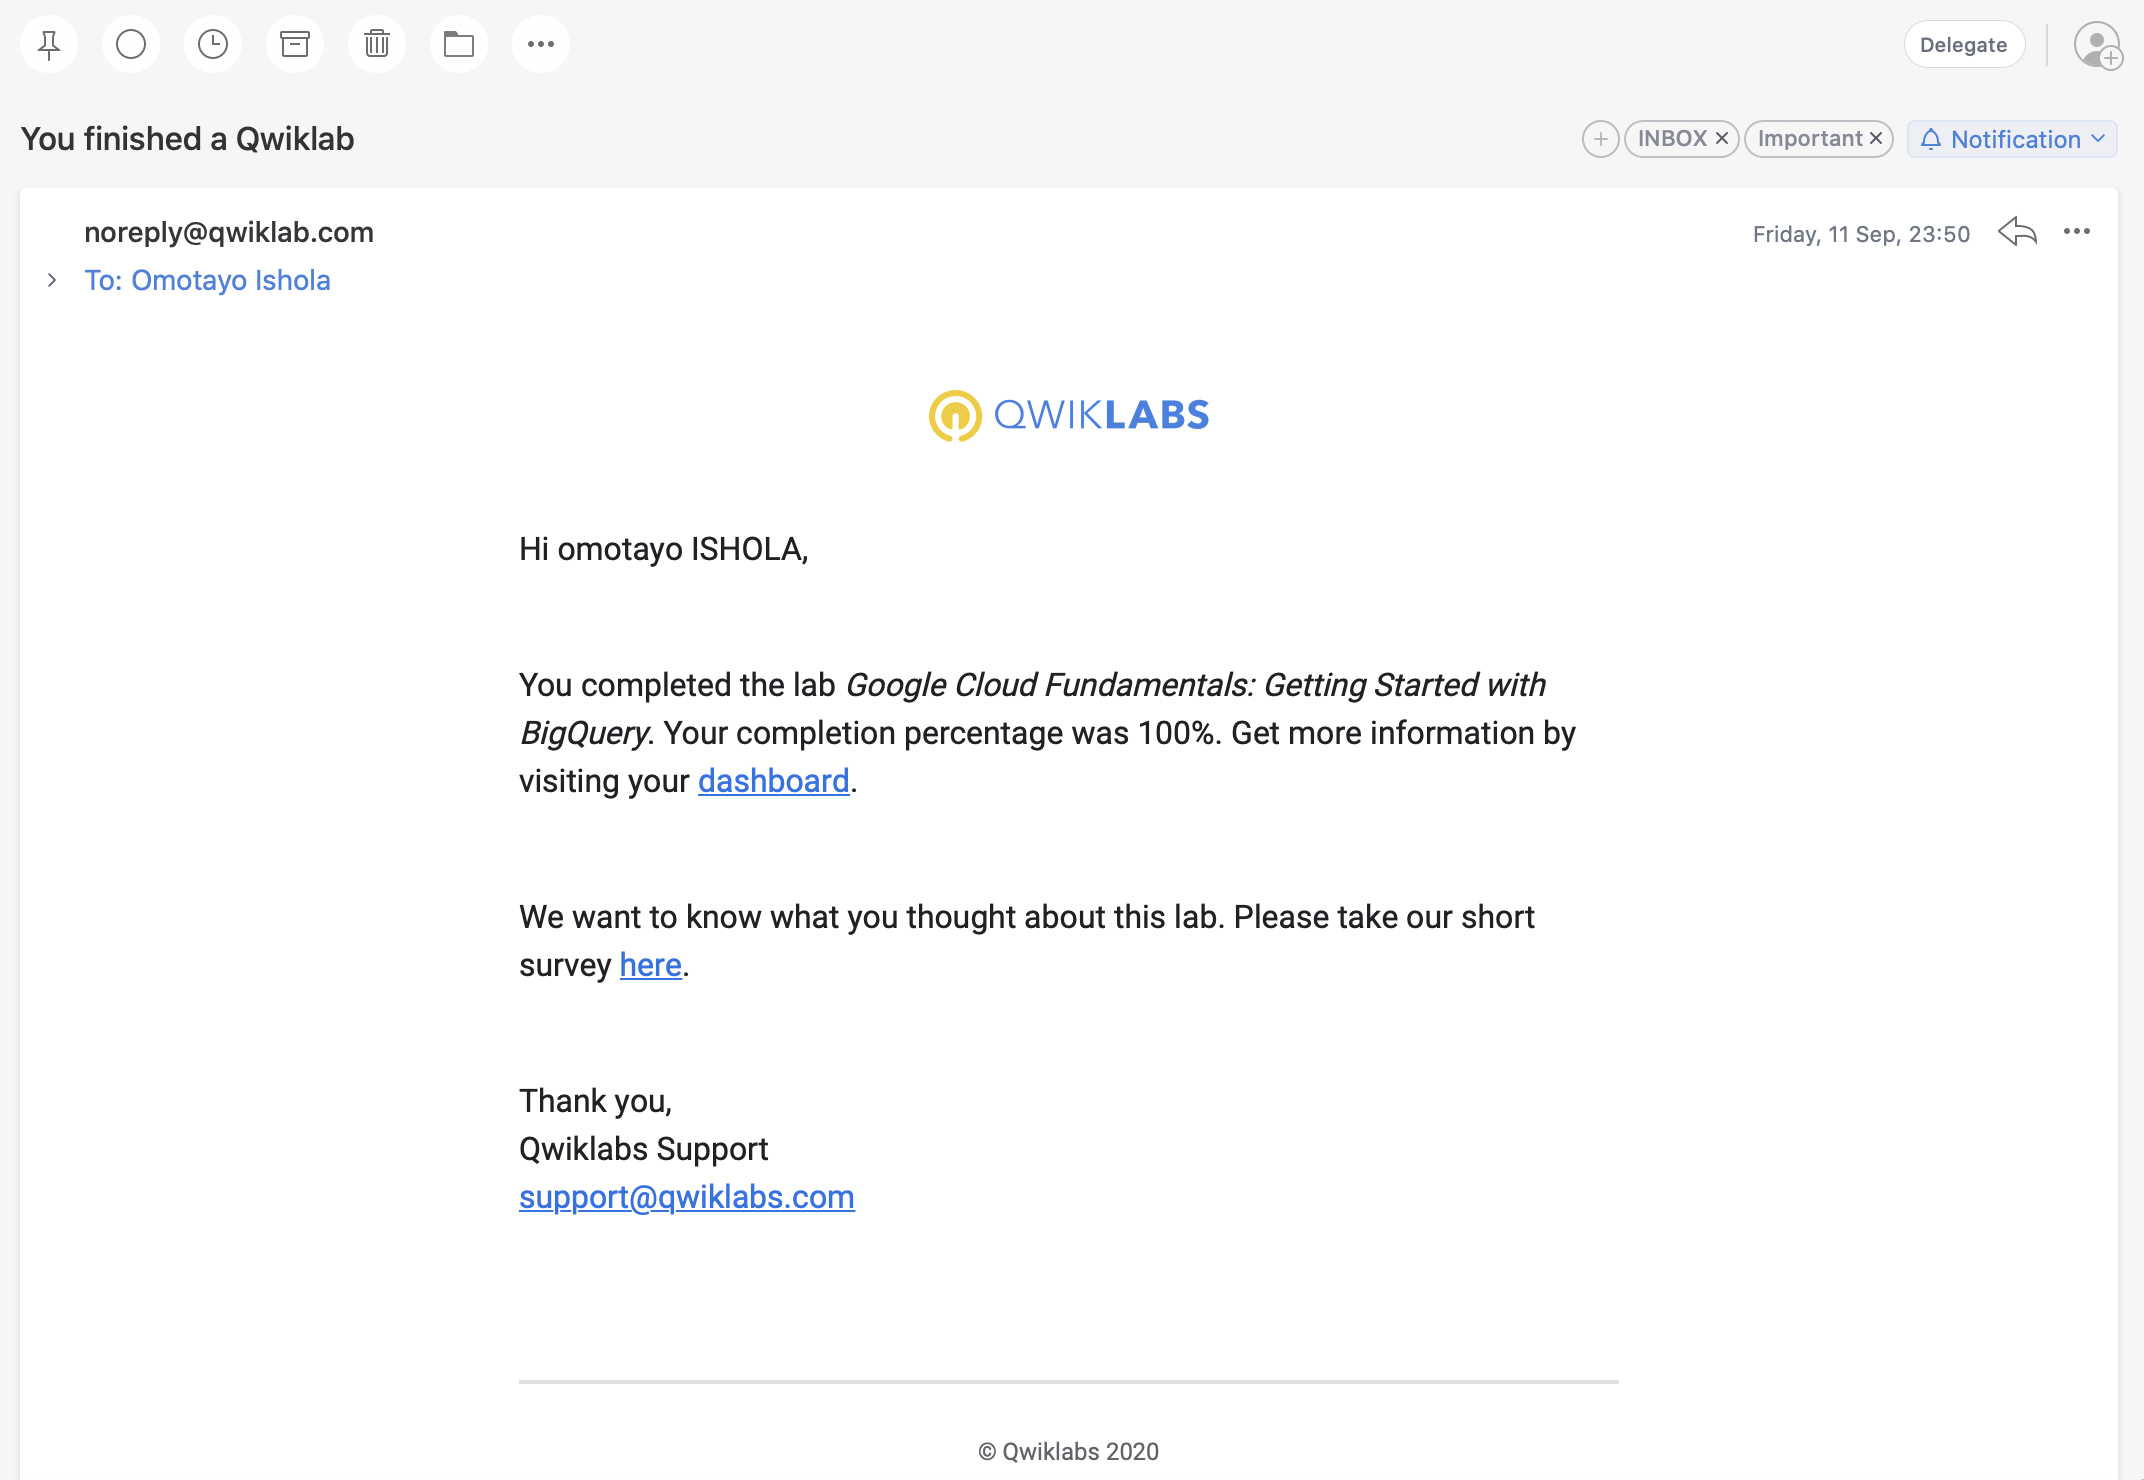 Delegate
You finished a Qwiklab
INBOX
Important
Notification
noreply@qwiklab.com
Friday, 11 Sep, 23:50
To: Omotayo Ishola
QWIKLABS
Hi omotayo ISHOLA,
You completed the lab Google Cloud Fundamentals: Getting Started with
BigQuery. Your completion percentage was 100%. Get more information by
visiting your dashboard.
We want to know what you thought about this lab. Please take our short
survey here.
Thank you,
Qwiklabs Support
support@qwiklabs.com
© Qwiklabs 2020